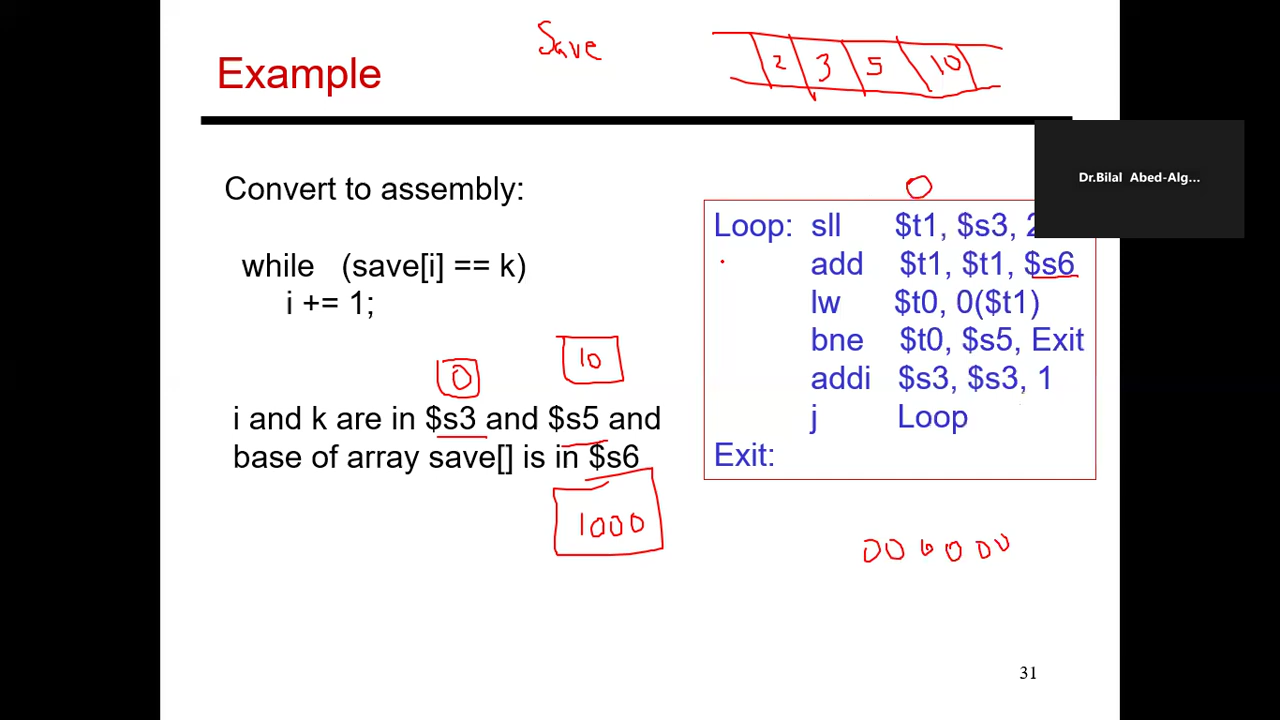 Save
2 3 5 10
Example
Dr.Bilal Abed-Alg...
Convert to assembly:
while (save[i] == k)
i += 1;
0
10
i and k are in $s3 and $s5 and
base of array save[] is in $s6
1000
0
Loop: sll $t1, $s3, 2
add $t1, $t1, $s6
lw $t0, 0($t1)
bne $t0, $s5, Exit
addi $s3, $s3, 1
j Loop
Exit:
000000
31